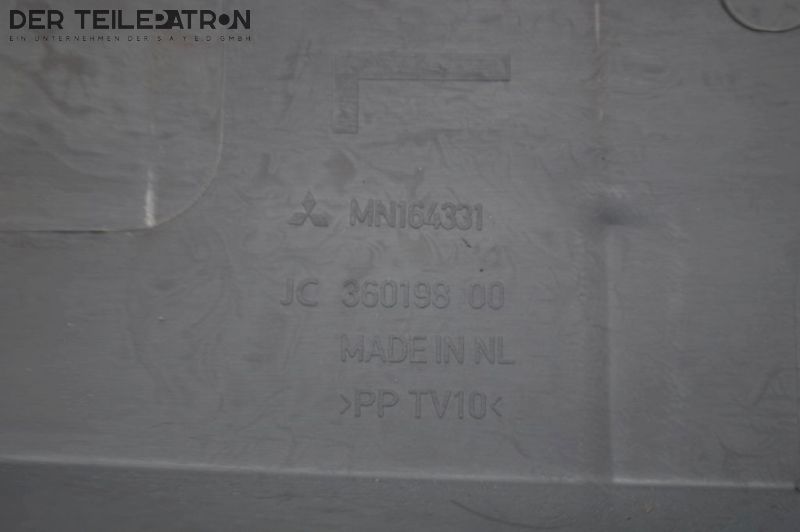 DER TEILEPATRON
EIN UNTERNEHMEN DER S A Y E D GMBH
MN164331
JC 360198 00
MADE IN NL
>PP TV10<